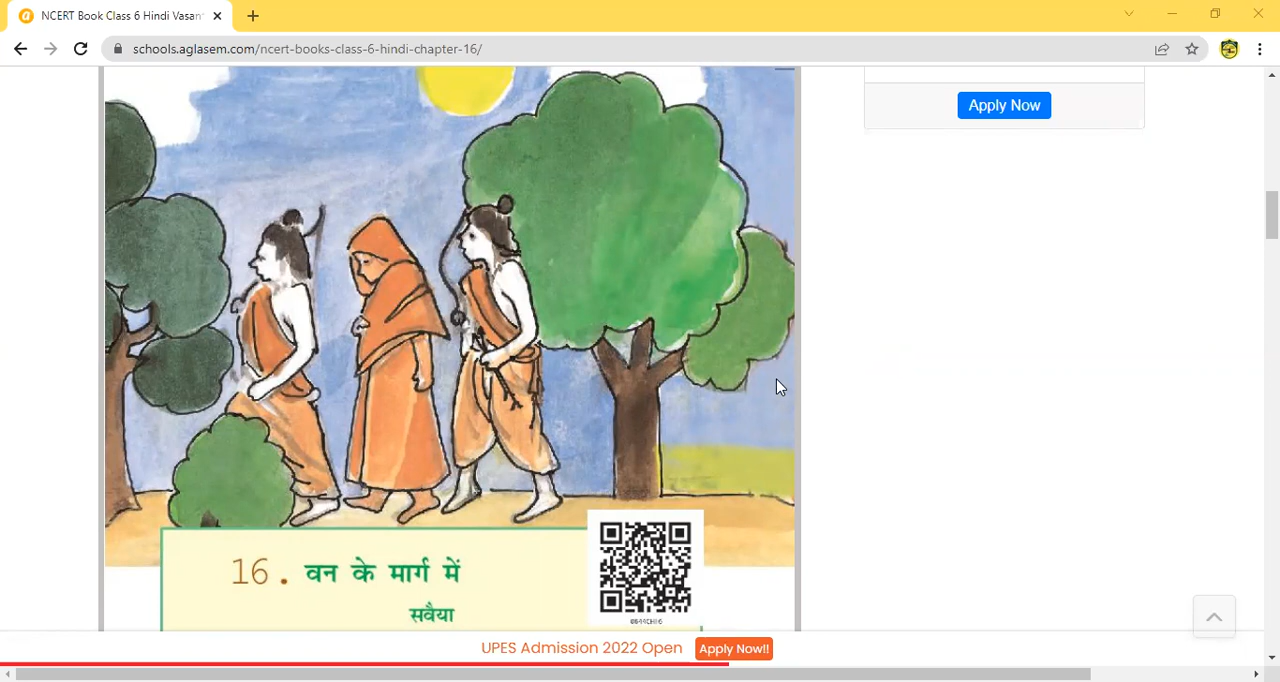 NCERT Book Class 6 Hindi Vasant
schools.aglasem.com/ncert-books-class-6-hindi-chapter-16/
Apply Now
16. वन के मार्ग में
सवैया
UPES Admission 2022 Open
Apply Now!!